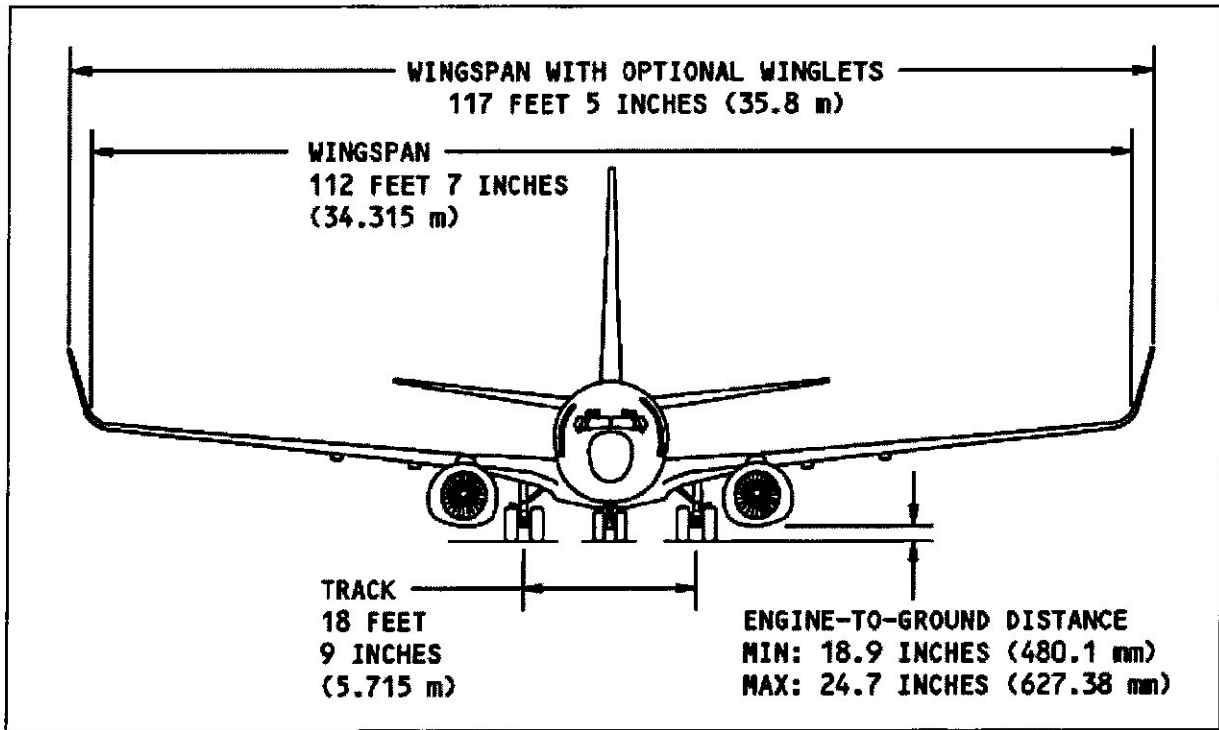 WINGSPAN WITH OPTIONAL WINGLETS
117 FEET 5 INCHES (35.8 m)
WINGSPAN
112 FEET 7 INCHES
(34.315 m)
TRACK
18 FEET
9 INCHES
(5.715 m)
ENGINE-TO-GROUND DISTANCE
MIN: 18.9 INCHES (480.1 mm)
MAX: 24.7 INCHES (627.38 mm)